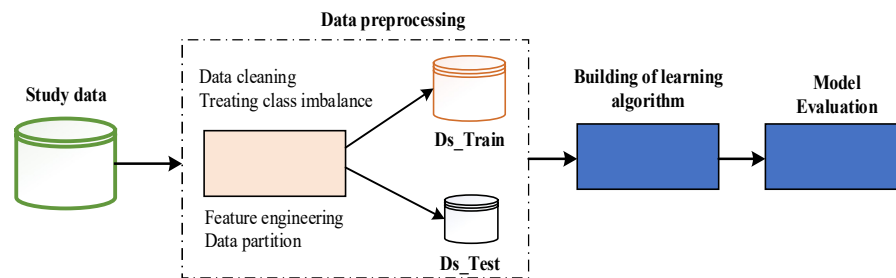 Data preprocessing
Study data
Data cleaning
Treating class imbalance
Feature engineering
Data partition
Ds_Train
Ds_Test
Building of learning
algorithm
Model
Evaluation